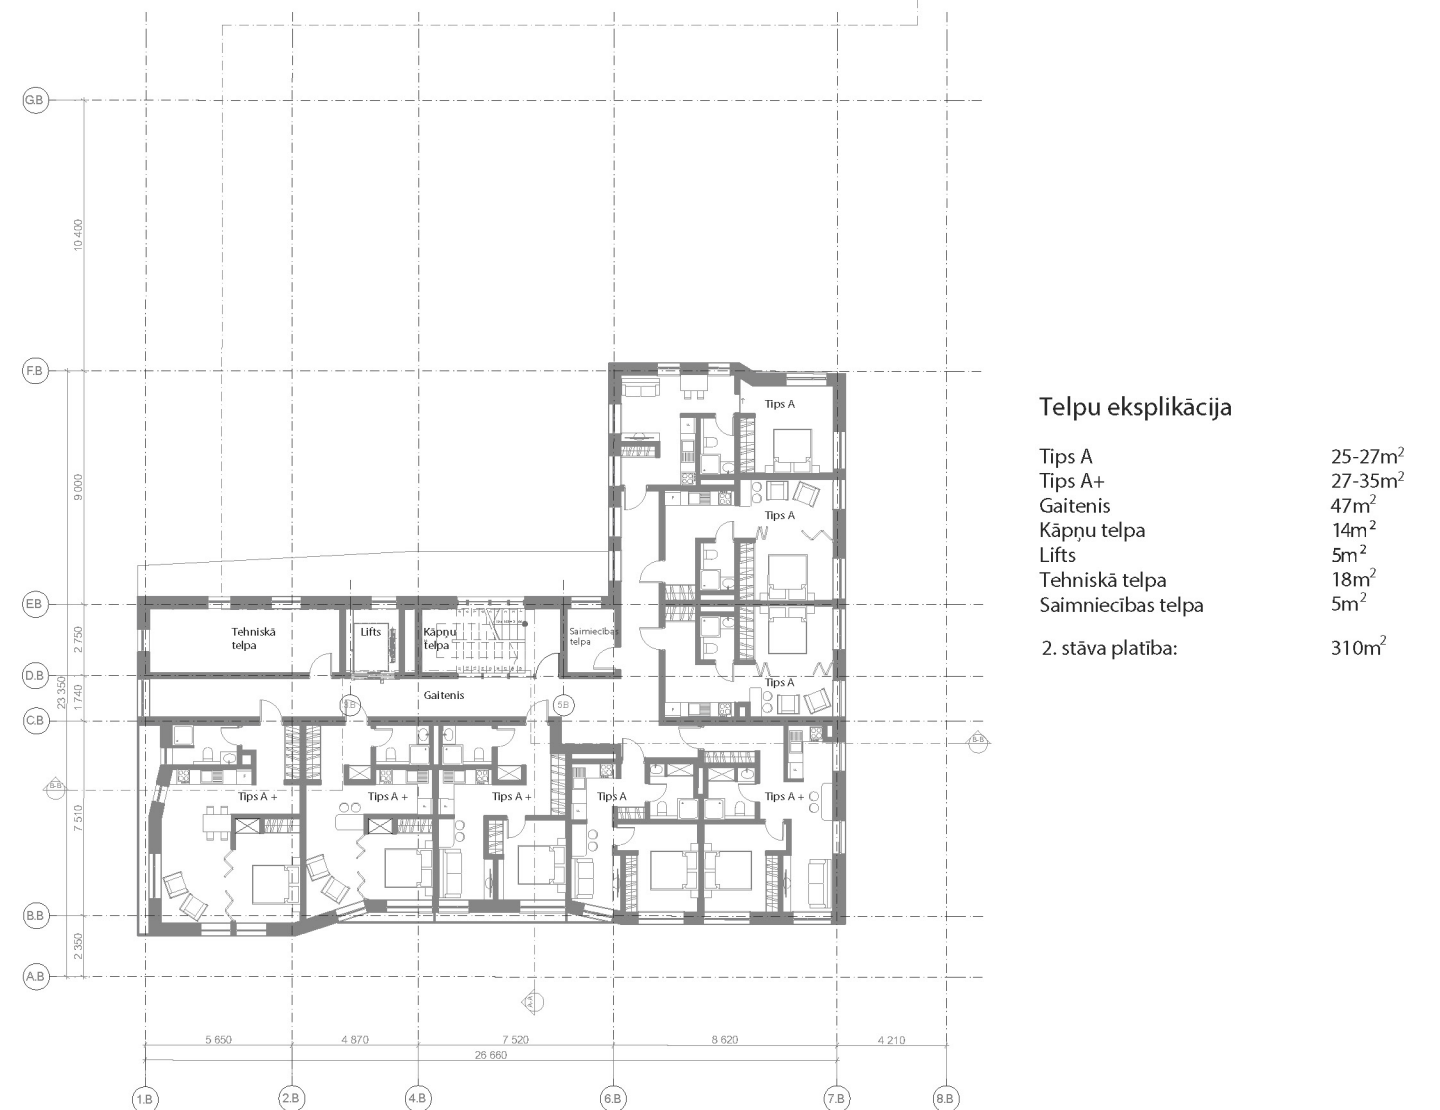 G.B
10 400
F.B
Tips A
9 000
Tips A
E.B
Tehniskā
telpa
Lifts
Kāpņu
telpa
Saimiecības
telpa
2 750
D.B
Tips A
Gaitenis
23 350
1 740
5.B
C.B
B-B
B-B
Tips A +
Tips A +
Tips A +
Tips A
Tips A +
7 510
B.B
2 350
A.B
A-A
5 650
4 870
7 520
8 620
4 210
26 660
1.B
2.B
4.B
6.B
7.B
8.B
Telpu eksplikācija
Tips A 25-27m²
Tips A+ 27-35m²
Gaitenis 47m²
Kāpņu telpa 14m²
Lifts 5m²
Tehniskā telpa 18m²
Saimniecības telpa 5m²
2. stāva platība: 310m²